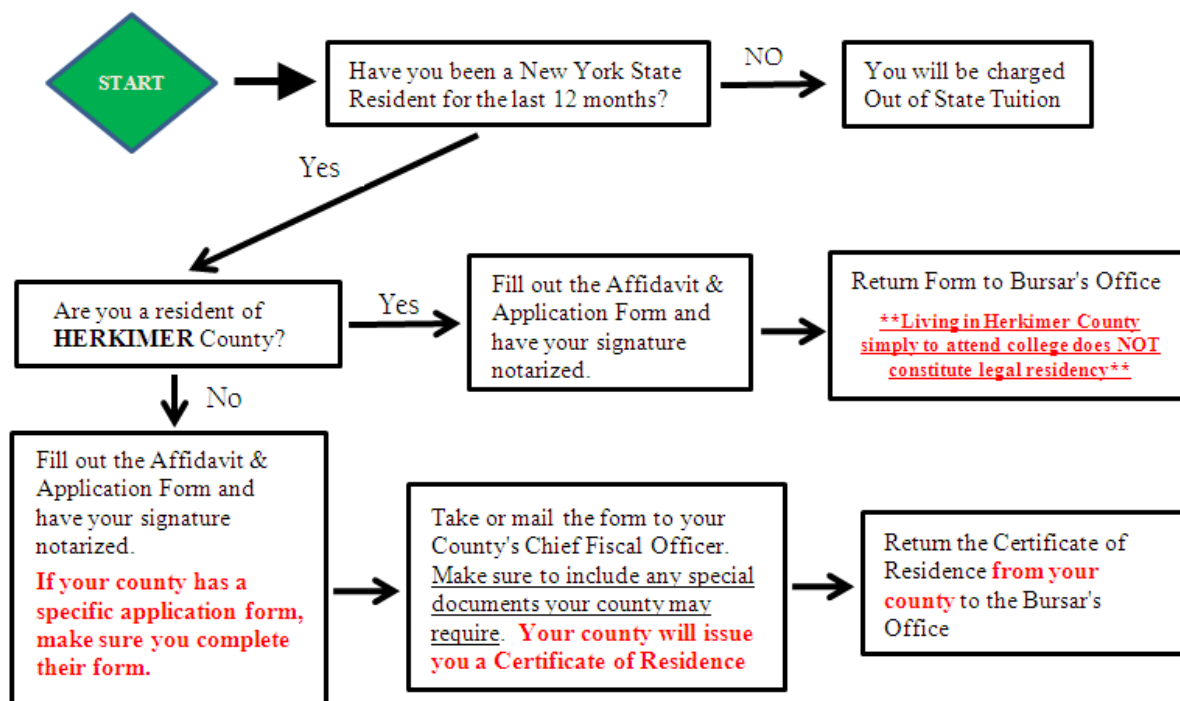 START
Have you been a New York State
Resident for the last 12 months?
NO
You will be charged
Out of State Tuition
Yes
Are you a resident of
HERKIMER County?
Yes
Fill out the Affidavit &
Application Form and
have your signature
notarized.
Return Form to Bursar's Office
**Living in Herkimer County
simply to attend college does NOT
constitute legal residency**
No
Fill out the Affidavit &
Application Form and
have your signature
notarized.
If your county has a
specific application form,
make sure you complete
their form.
Take or mail the form to your
County's Chief Fiscal Officer.
Make sure to include any special
documents your county may
require. Your county will issue
you a Certificate of Residence
Return the Certificate of
Residence from your
county to the Bursar's
Office